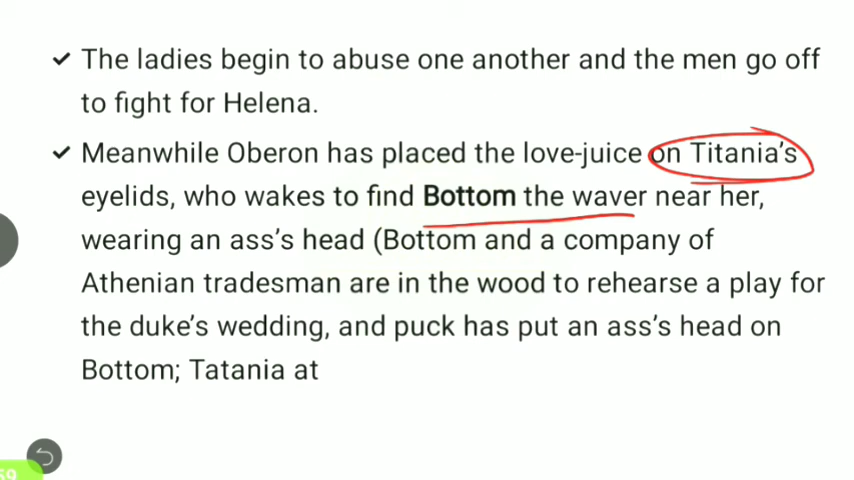 ✓ The ladies begin to abuse one another and the men go off
to fight for Helena.
✓ Meanwhile Oberon has placed the love-juice on Titania's
eyelids, who wakes to find Bottom the waver near her,
wearing an ass's head (Bottom and a company of
Athenian tradesman are in the wood to rehearse a play for
the duke's wedding, and puck has put an ass's head on
Bottom; Tatania at
59